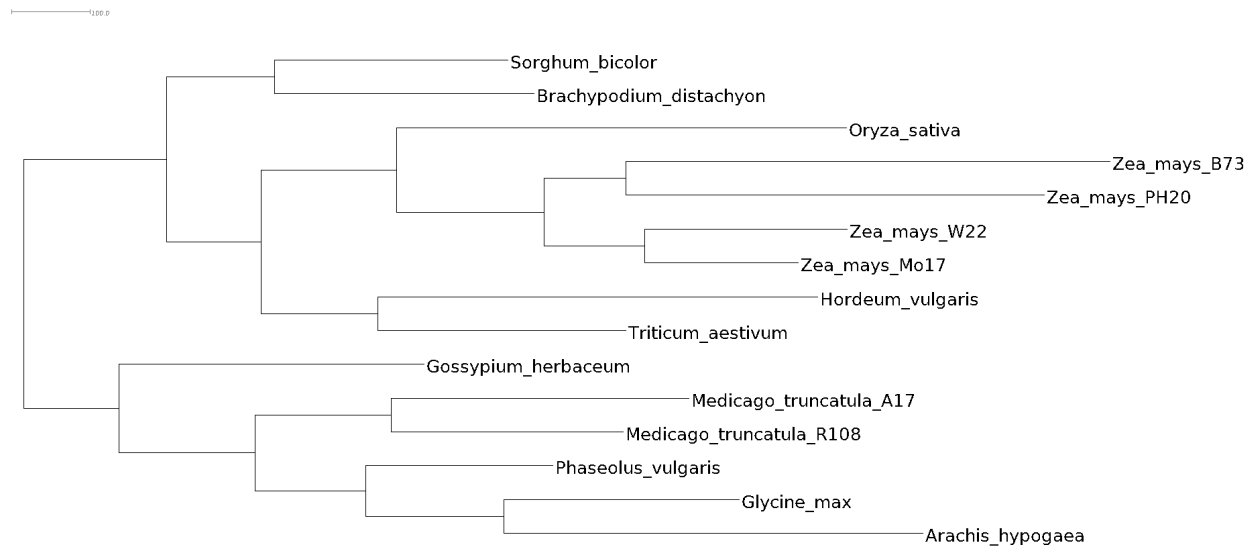 100.0
Sorghum_bicolor
Brachypodium_distachyon
Oryza_sativa
Zea_mays_B73
Zea_mays_PH20
Zea_mays_W22
Zea_mays_Mo17
Hordeum_vulgaris
Triticum_aestivum
Gossypium_herbaceum
Medicago_truncatula_A17
Medicago_truncatula_R108
Phaseolus_vulgaris
Glycine_max
Arachis_hypogaea